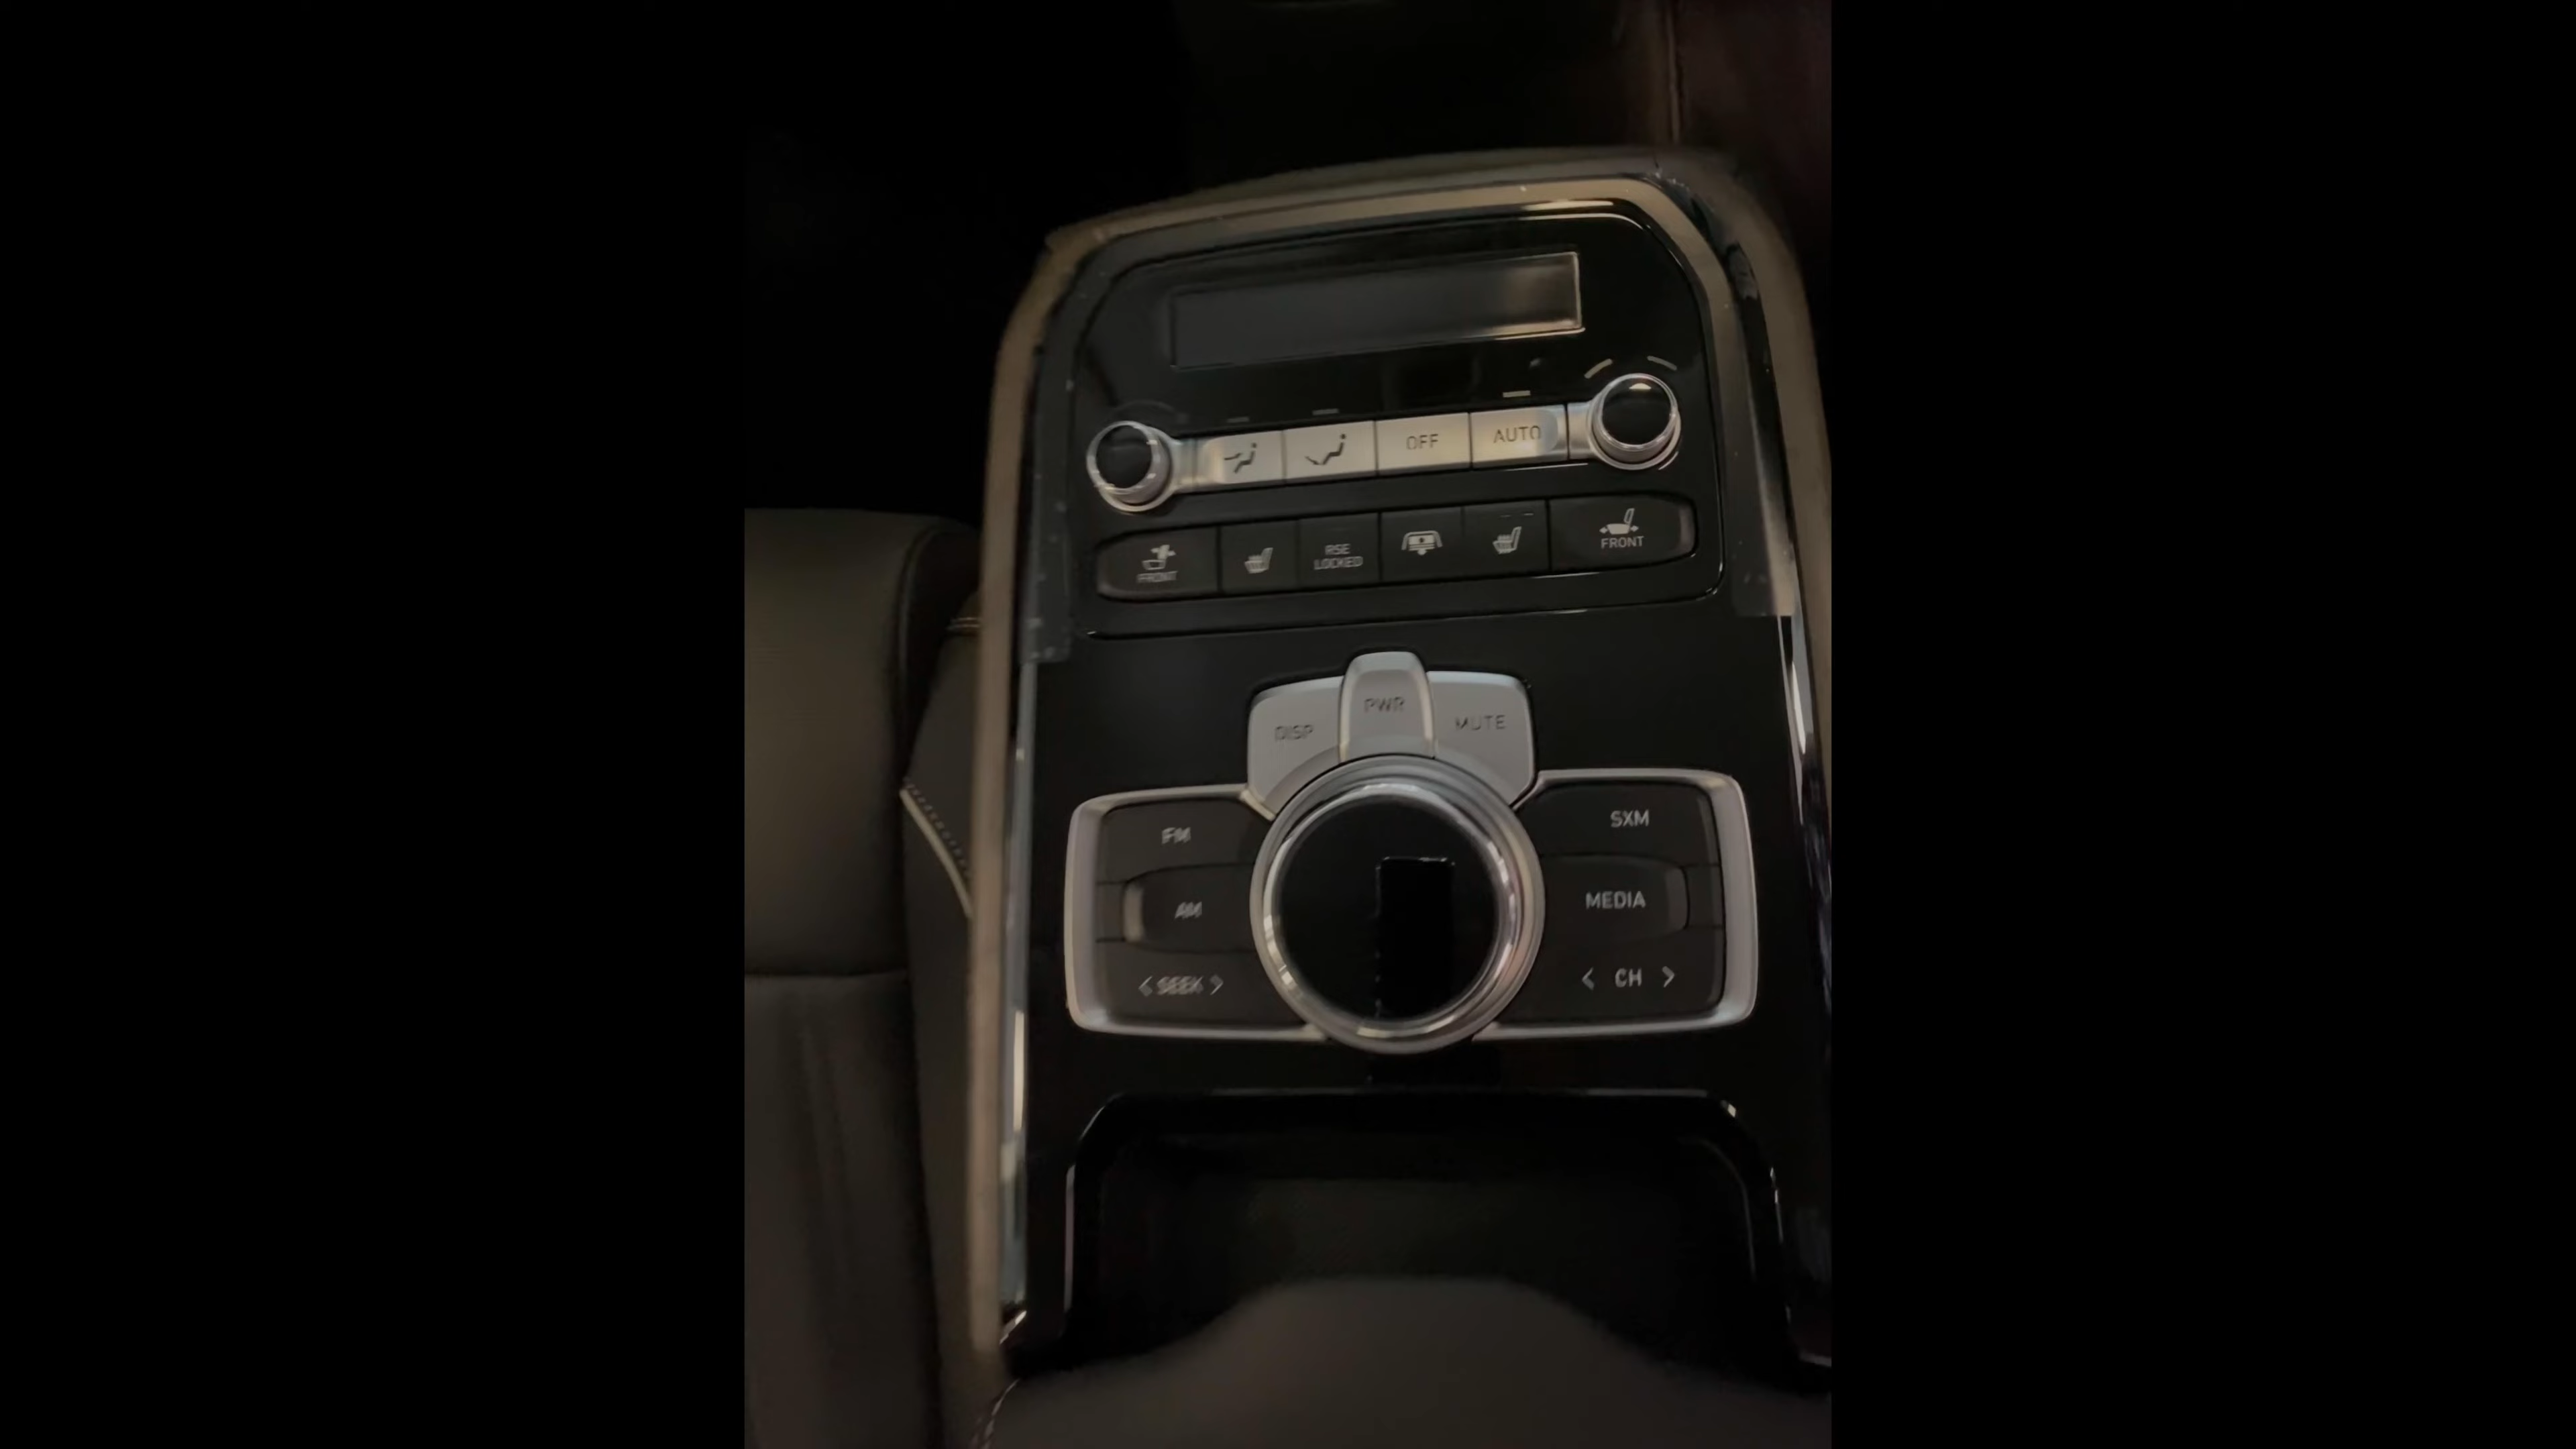 OFF AUTO
FRONT
RSE
LOCKED
FRONT
DISP PWR MUTE
FM
AM
< SEEK >
SXM
MEDIA
< CH >